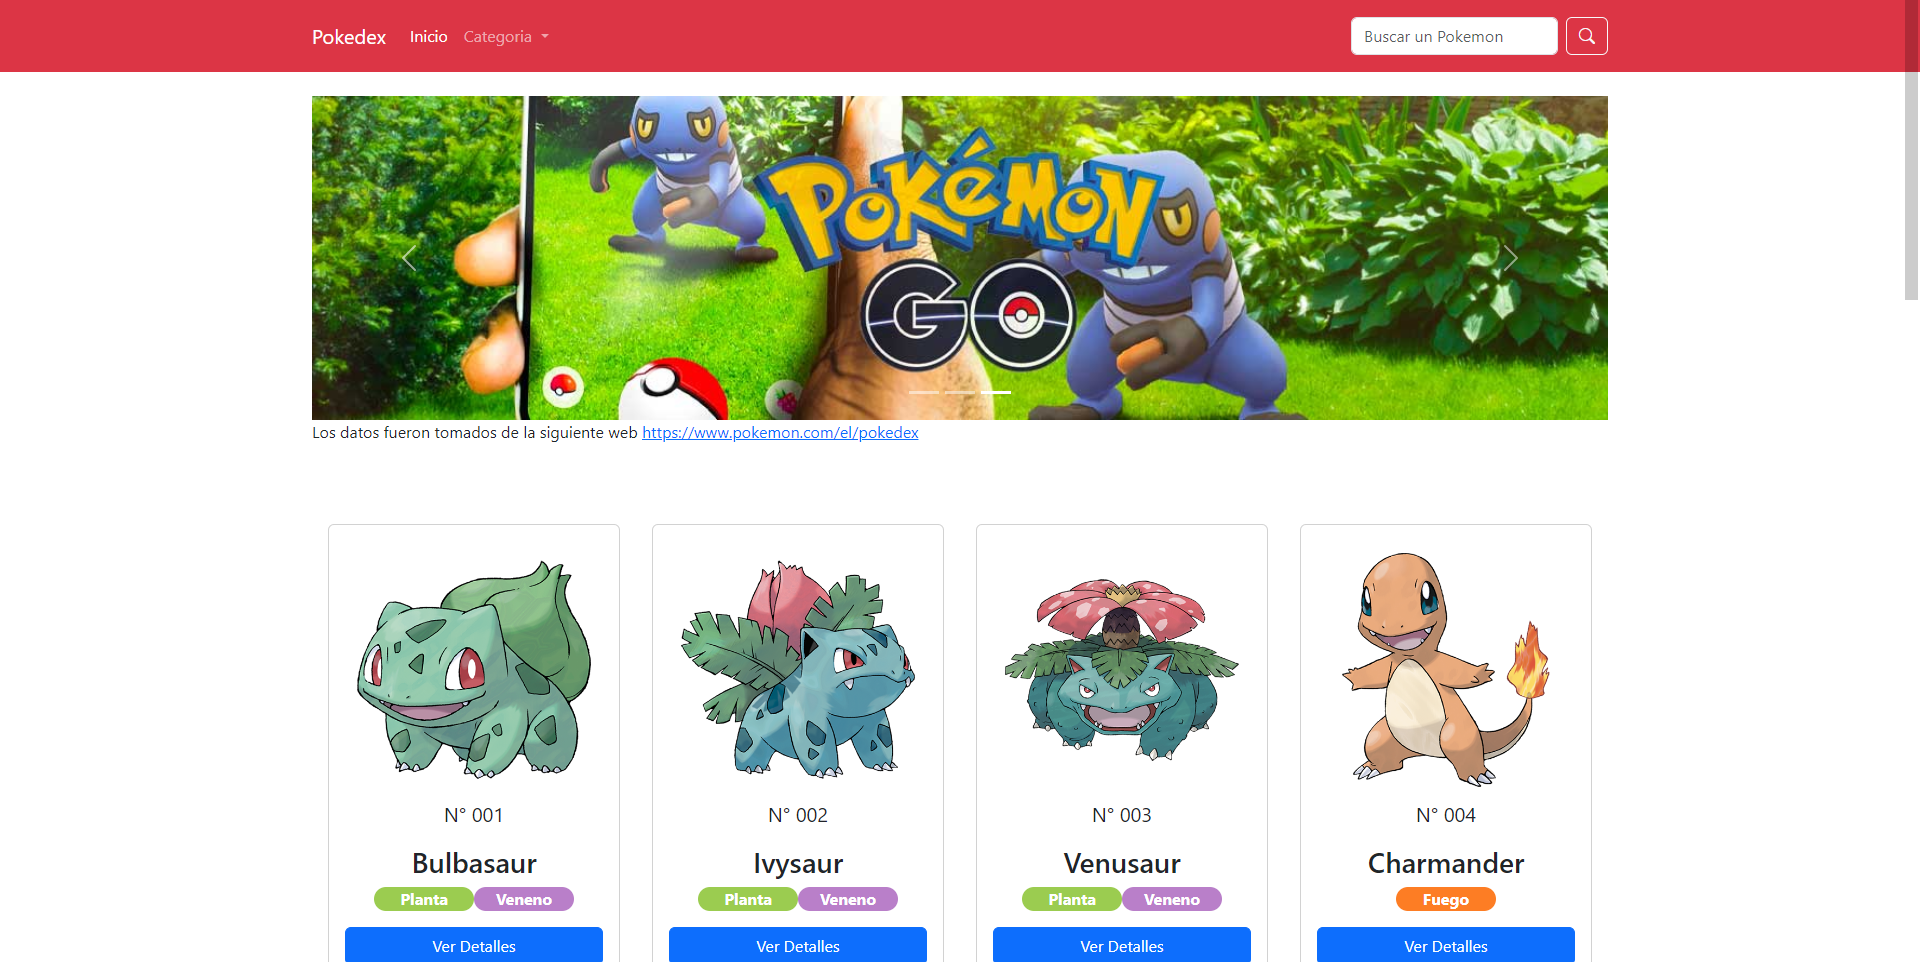 Pokedex Inicio Categoria Buscar un Pokemon
POKéMON
GO
Los datos fueron tomados de la siguiente web https://www.pokemon.com/el/pokedex
N° 001 N° 002 N° 003 N° 004
Bulbasaur Ivysaur Venusaur Charmander
Planta Veneno Planta Veneno Planta Veneno Fuego
Ver Detalles Ver Detalles Ver Detalles Ver Detalles